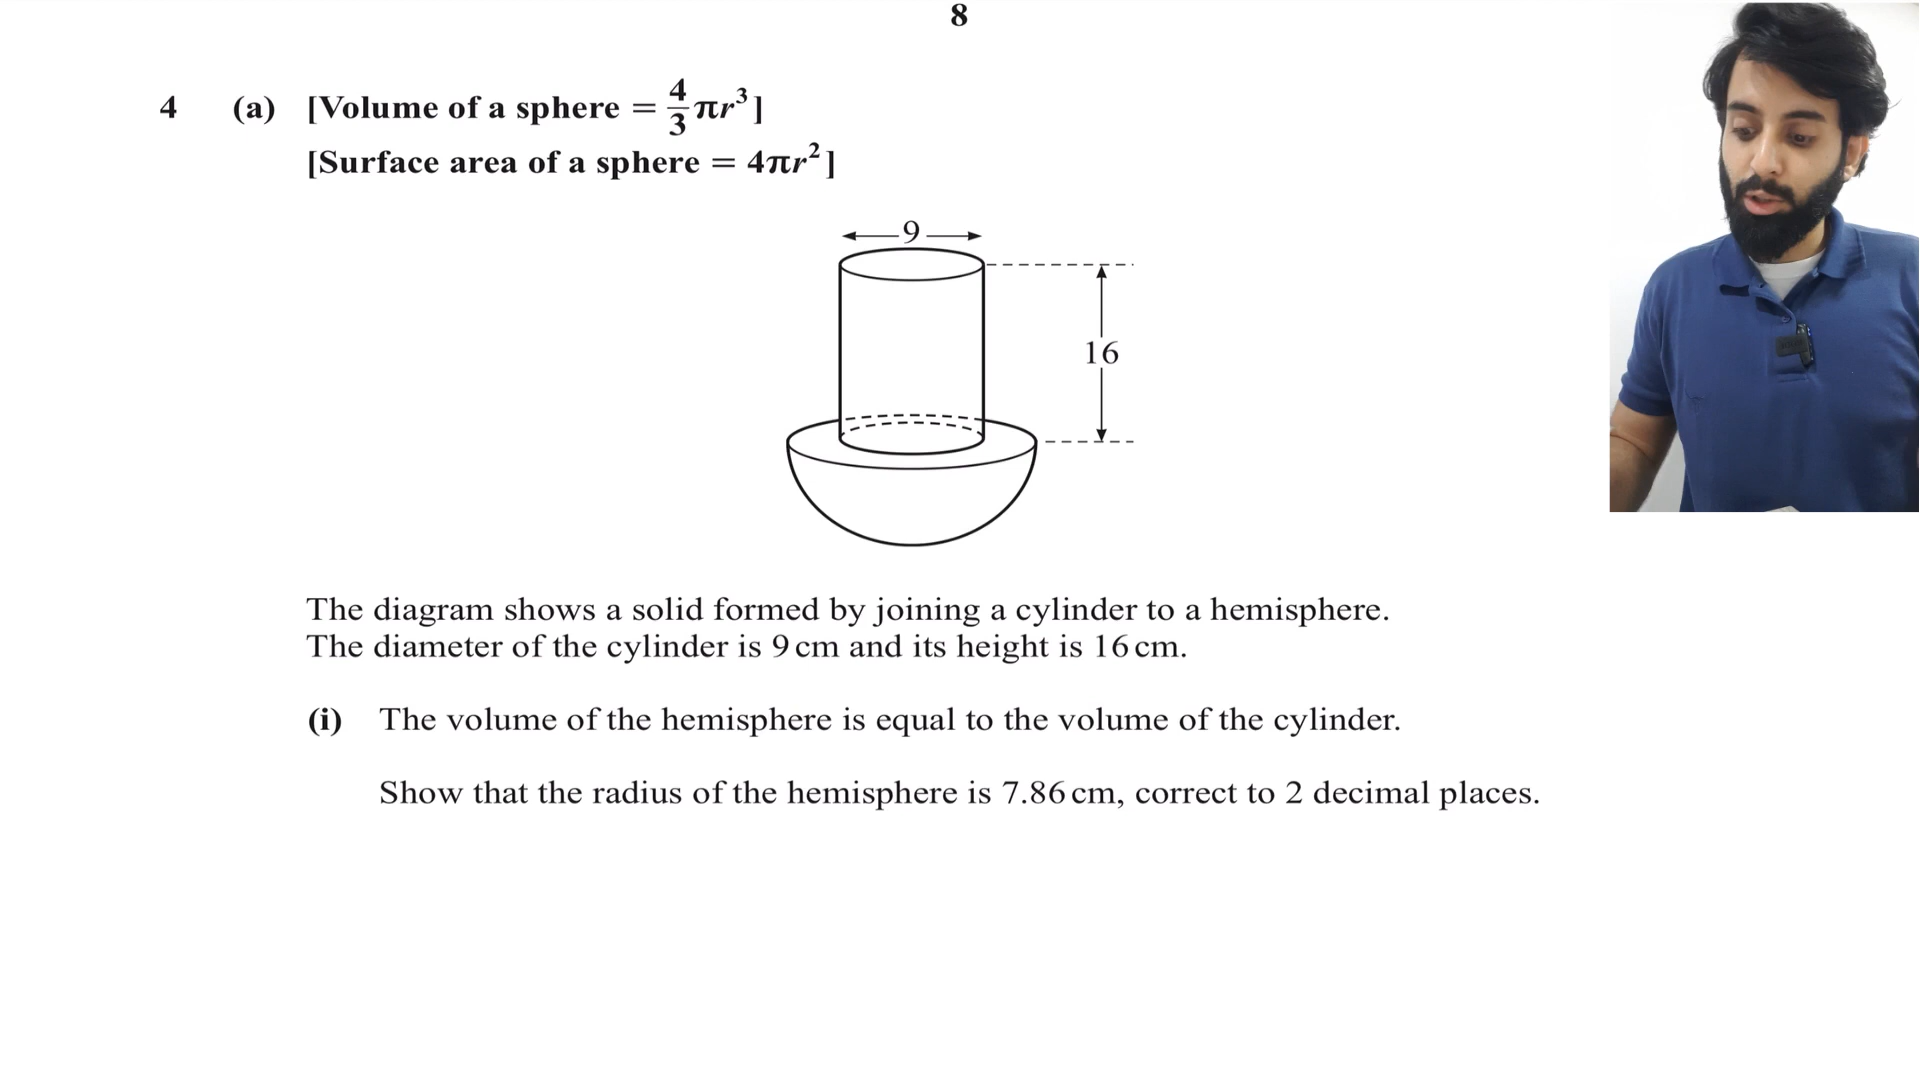 8
4 (a) [Volume of a sphere = 4/3 πr³]
[Surface area of a sphere = 4πr²]
9
16
The diagram shows a solid formed by joining a cylinder to a hemisphere.
The diameter of the cylinder is 9 cm and its height is 16 cm.
(i) The volume of the hemisphere is equal to the volume of the cylinder.
Show that the radius of the hemisphere is 7.86 cm, correct to 2 decimal places.